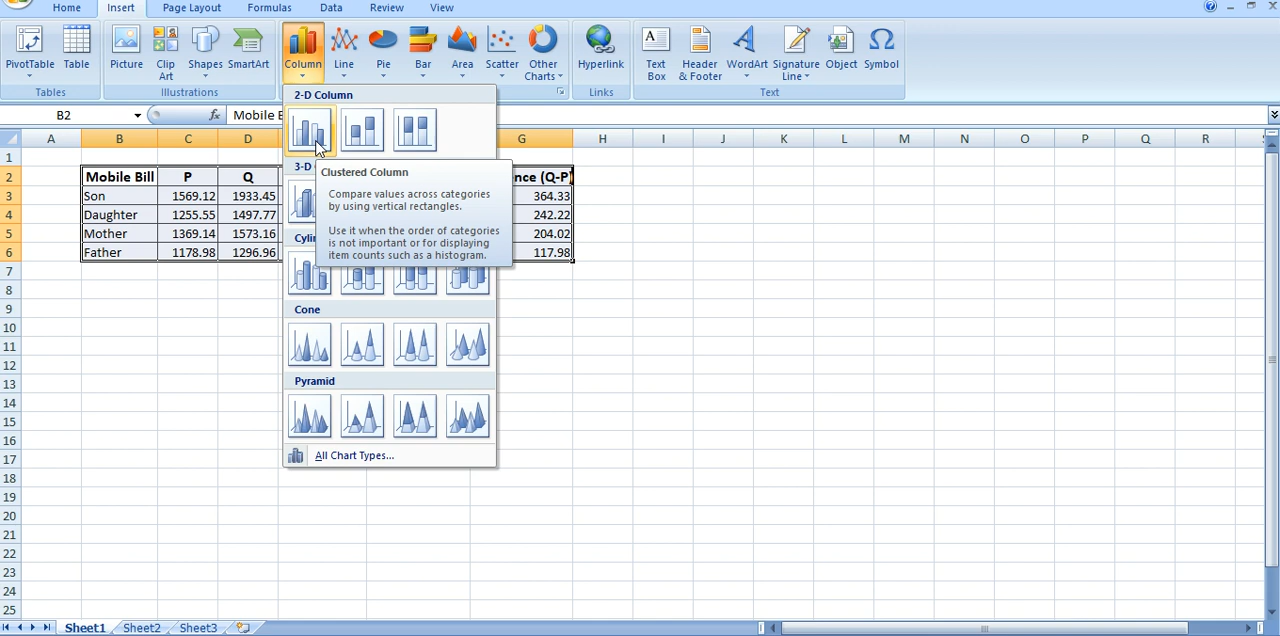 Home Insert Page Layout Formulas Data Review View
PivotTable Table Picture Clip Art Shapes SmartArt Column Line Pie Bar Area Scatter Other Charts Hyperlink Text Box Header & Footer WordArt Signature Line Object Symbol
Tables Illustrations Links Text
2-D Column
B2 fx Mobile B
A B C D G H I J K L M N O P Q R
1
2 Mobile Bill P Q nce (Q-P)
3 Son 1569.12 1933.45 364.33
4 Daughter 1255.55 1497.77 242.22
5 Mother 1369.14 1573.16 204.02
6 Father 1178.98 1296.96 117.98
3-D
Clustered Column
Compare values across categories
by using vertical rectangles.
Use it when the order of categories
is not important or for displaying
item counts such as a histogram.
Cyli
Cone
Pyramid
All Chart Types...
7
8
9
10
11
12
13
14
15
16
17
18
19
20
21
22
23
24
25
Sheet1 Sheet2 Sheet3